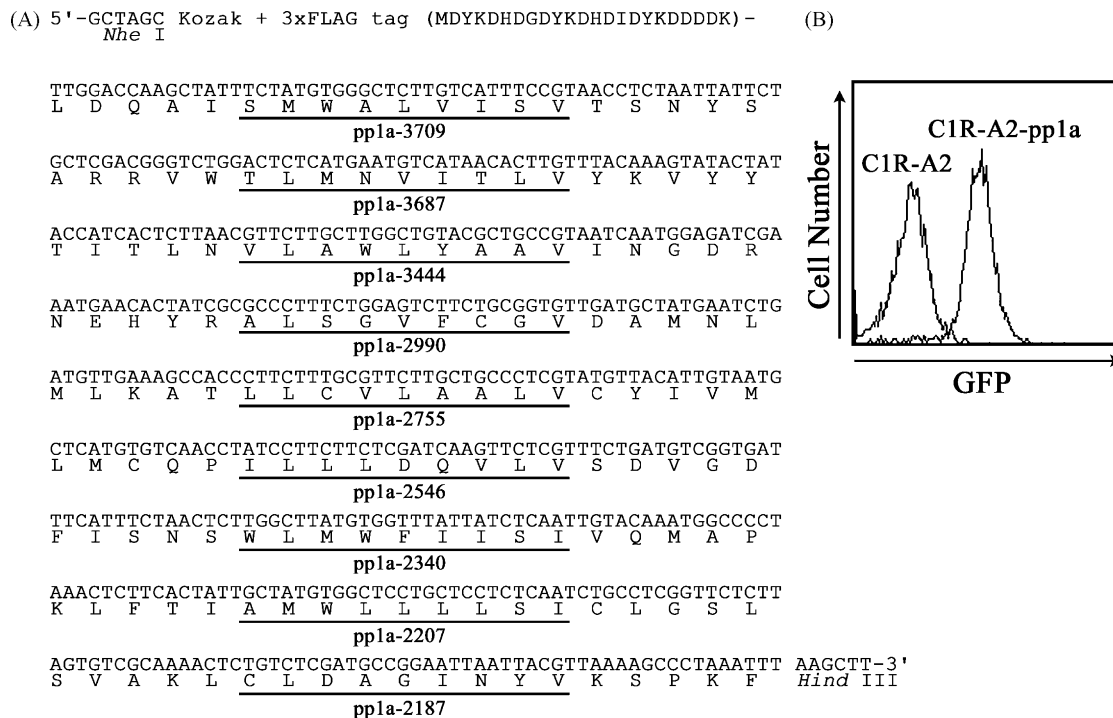 (A) 5'-GCTAGC Kozak + 3xFLAG tag (MDYKDHDGDYKDHDIDYKDDDDK)-
Nhe I
TTGGACCAAGCTATTTCTATGTGGGCTCTTGTCATTTCCGTAACCTCTAATTATTCT
L D Q A I S M W A L V I S V T S N Y S
pp1a-3709
GCTCGACGGGTCTGGACTCTCATGAATGTCATAACACTTGTTTACAAAGTATACTAT
A R R V W T L M N V I T L V Y K V Y Y
pp1a-3687
ACCATCACTCTTAACGTTCTTGCTTGGCTGTACGCTGCCGTAATCAATGGAGATCGA
T I T L N V L A W L Y A A V I N G D R
pp1a-3444
AATGAACACTATCGCGCCCTTTCTGGAGTCTTCTGCGGTGTTGATGCTATGAATCTG
N E H Y R A L S G V F C G V D A M N L
pp1a-2990
ATGTTGAAAGCCACCCTTCTTTGCGTTCTTGCTGCCCTCGTATGTTACATTGTAATG
M L K A T L L C V L A A L V C Y I V M
pp1a-2755
CTCATGTGTCAACCTATCCTTCTTCTCGATCAAGTTCTCGTTTCTGATGTCGGTGAT
L M C Q P I L L L D Q V L V S D V G D
pp1a-2546
TTCATTTCTAACTCTTGGCTTATGTGGTTTATTATCTCAATTGTACAAATGGCCCCT
F I S N S W L M W F I I S I V Q M A P
pp1a-2340
AAACTCTTCACTATTGCTATGTGGCTCCTGCTCCTCTCAATCTGCCTCGGTTCTCTT
K L F T I A M W L L L L S I C L G S L
pp1a-2207
AGTGTCGCAAAACTCTGTCTCGATGCCGGAATTAATTACGTTAAAAGCCCTAAATTT AAGCTT-3'
S V A K L C L D A G I N Y V K S P K F Hind III
pp1a-2187
(B)
C1R-A2-pp1a
C1R-A2
Cell Number
GFP